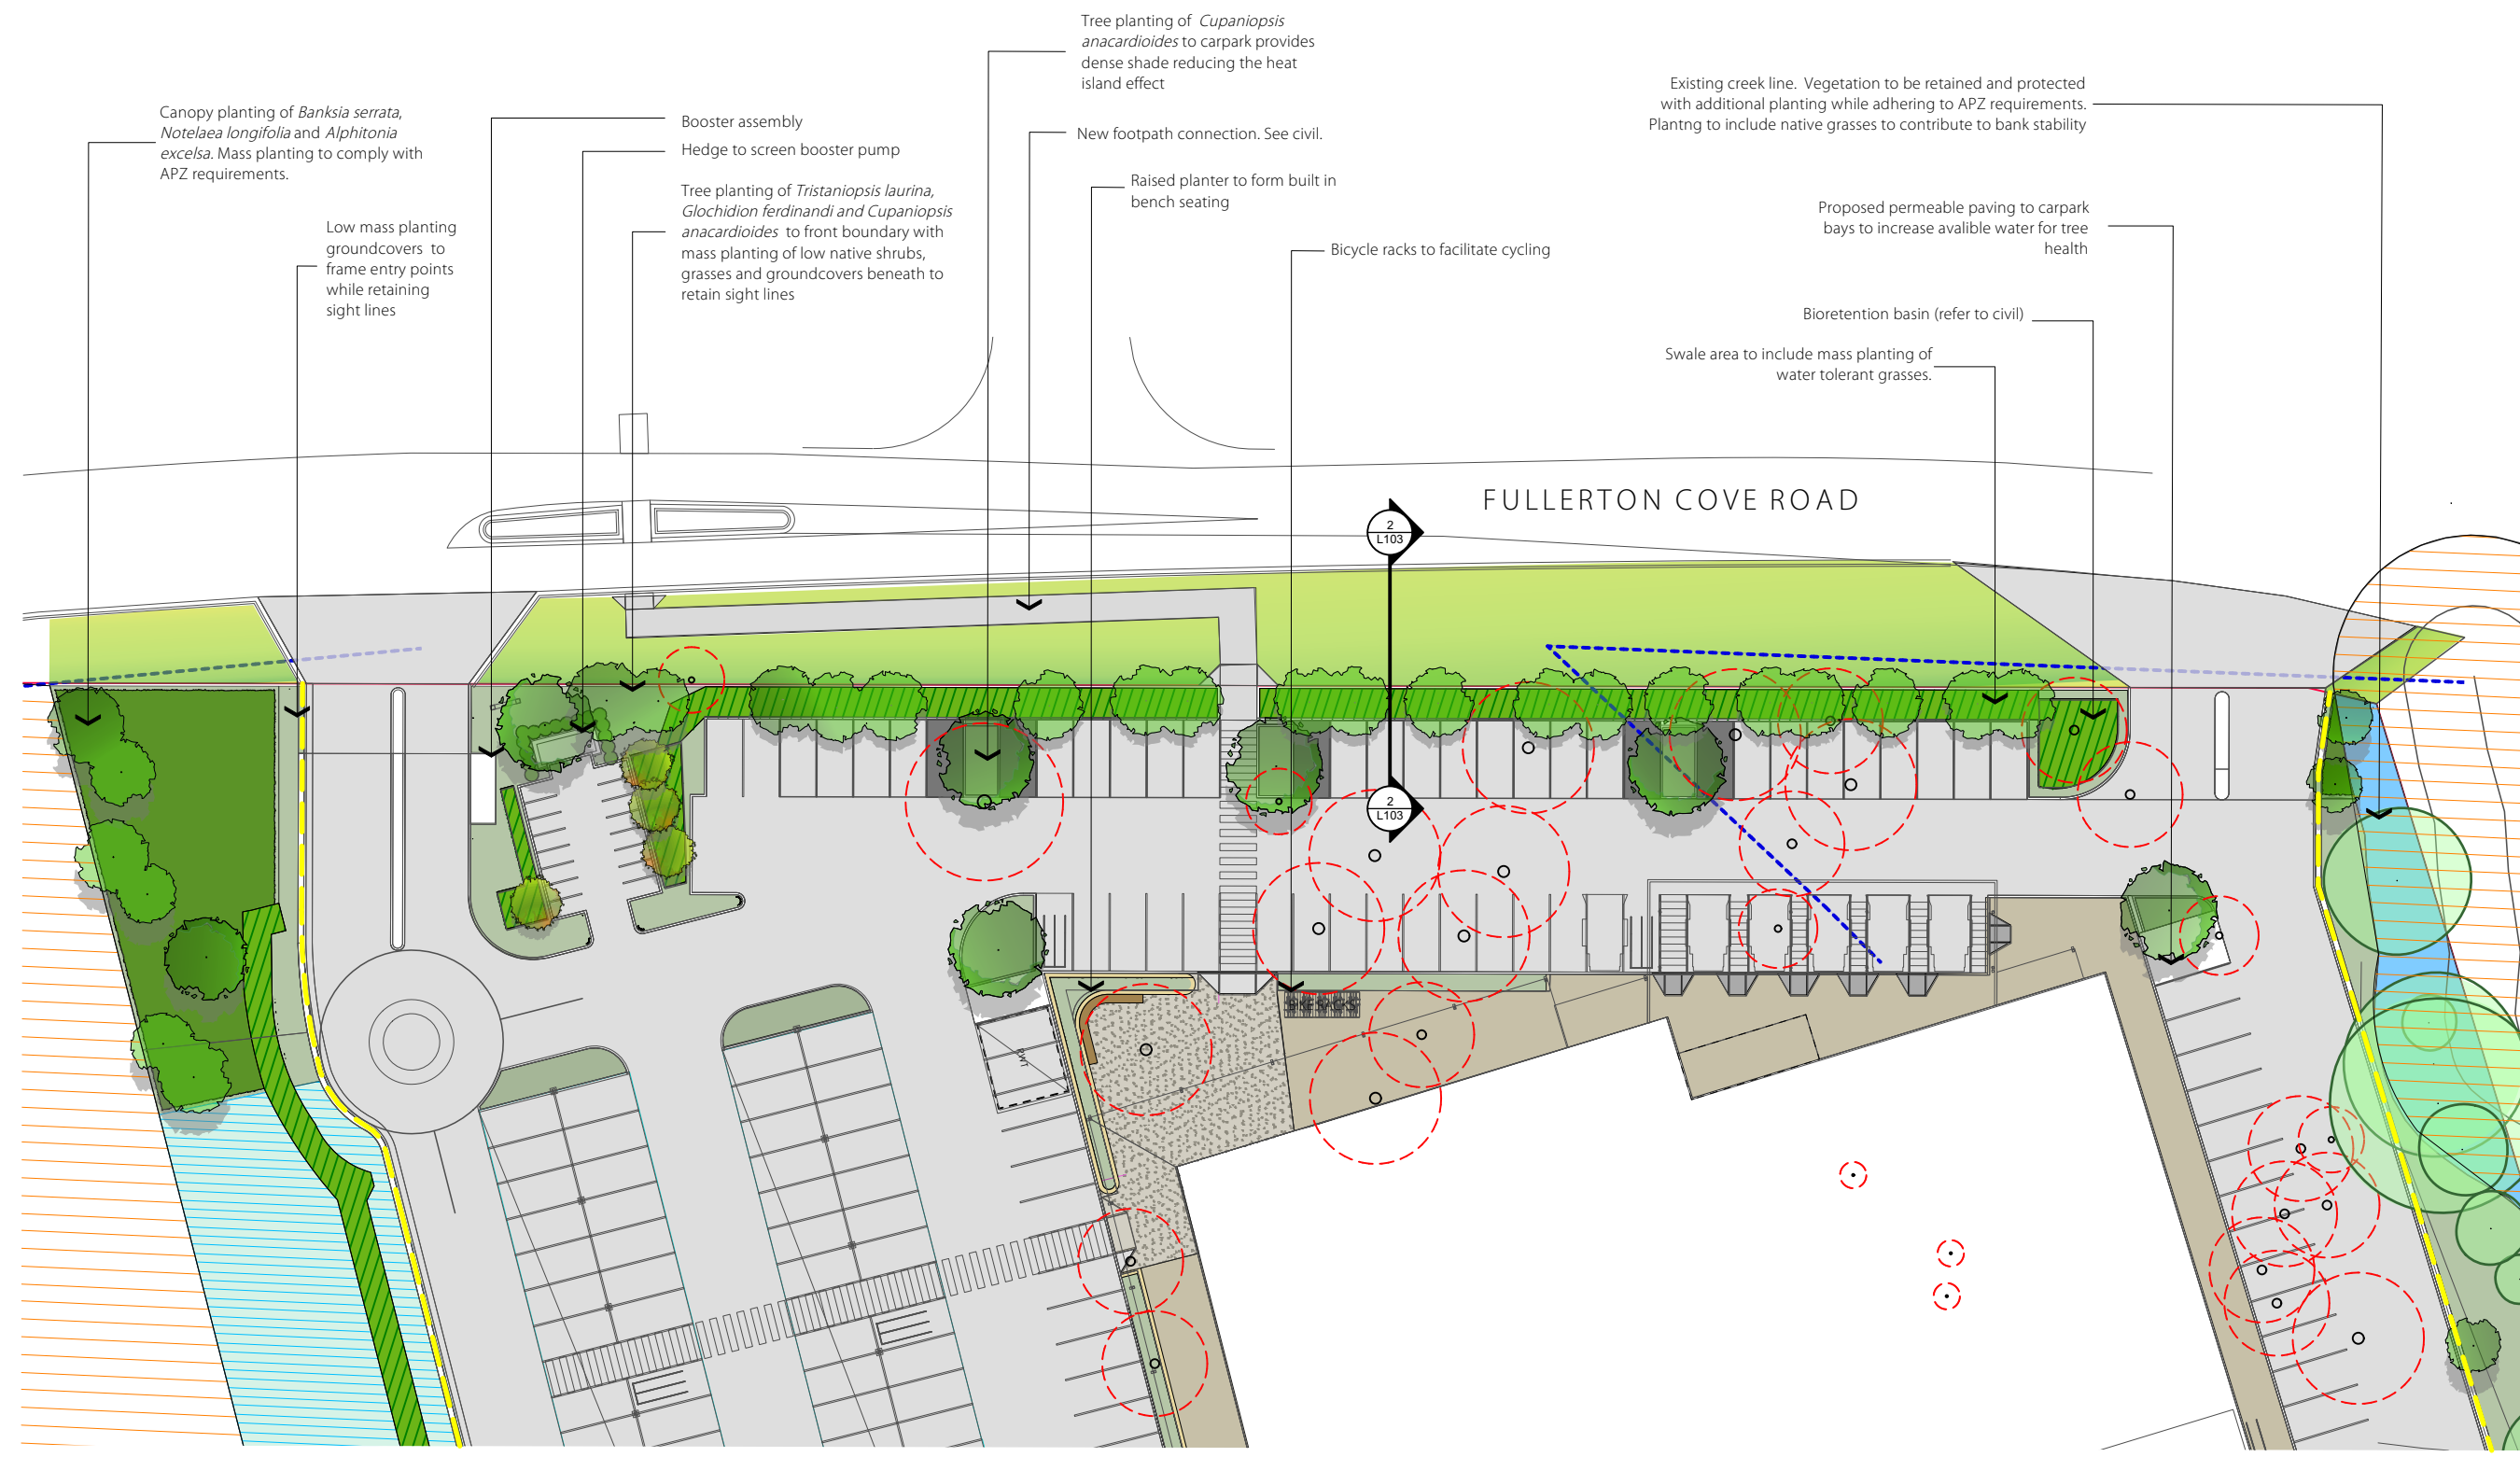 Tree planting of Cupaniopsis
anacardioides to carpark provides
dense shade reducing the heat
island effect
Existing creek line. Vegetation to be retained and protected
with additional planting while adhering to APZ requirements.
Plantng to include native grasses to contribute to bank stability
Canopy planting of Banksia serrata,
Notelaea longifolia and Alphitonia
excelsa. Mass planting to comply with
APZ requirements.
Booster assembly
Hedge to screen booster pump
New footpath connection. See civil.
Tree planting of Tristaniopsis laurina,
Glochidion ferdinandi and Cupaniopsis
anacardioides to front boundary with
mass planting of low native shrubs,
grasses and groundcovers beneath to
retain sight lines
Raised planter to form built in
bench seating
Low mass planting
groundcovers to
frame entry points
while retaining
sight lines
Bicycle racks to facilitate cycling
Proposed permeable paving to carpark
bays to increase avalible water for tree
health
Bioretention basin (refer to civil)
Swale area to include mass planting of
water tolerant grasses.
FULLERTON COVE ROAD
2
L103
2
L103
RWT